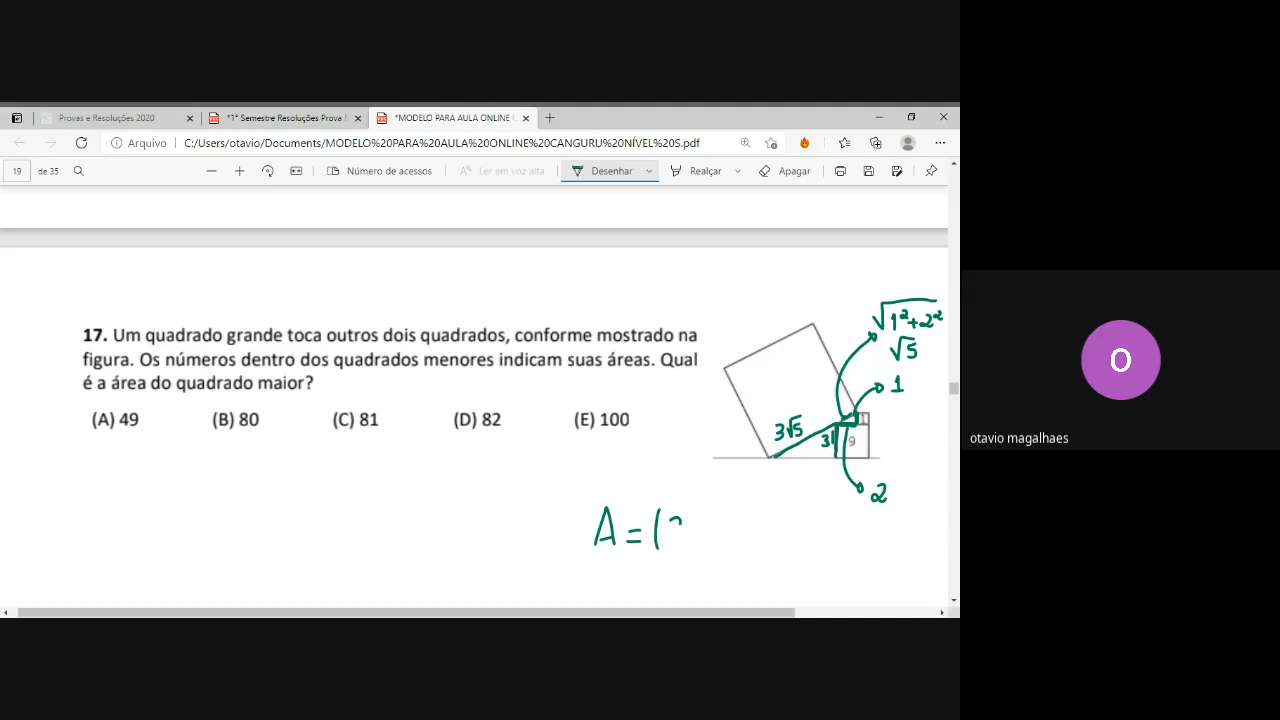 Provas e Resoluções 2020
*1° Semestre Resoluções Prova
*MODELO PARA AULA ONLINE
Arquivo
C:/Users/otavio/Documents/MODELO%20PARA%20AULA%20ONLINE%20CANGURU%20NÍVEL%20S.pdf
19 de 35
Número de acessos
Ler em voz alta
Desenhar
Realçar
Apagar
17. Um quadrado grande toca outros dois quadrados, conforme mostrado na
figura. Os números dentro dos quadrados menores indicam suas áreas. Qual
é a área do quadrado maior?
(A) 49 (B) 80 (C) 81 (D) 82 (E) 100
√1²+2²
√5
1
1
3√5
3
9
2
A = (
O
otavio magalhaes